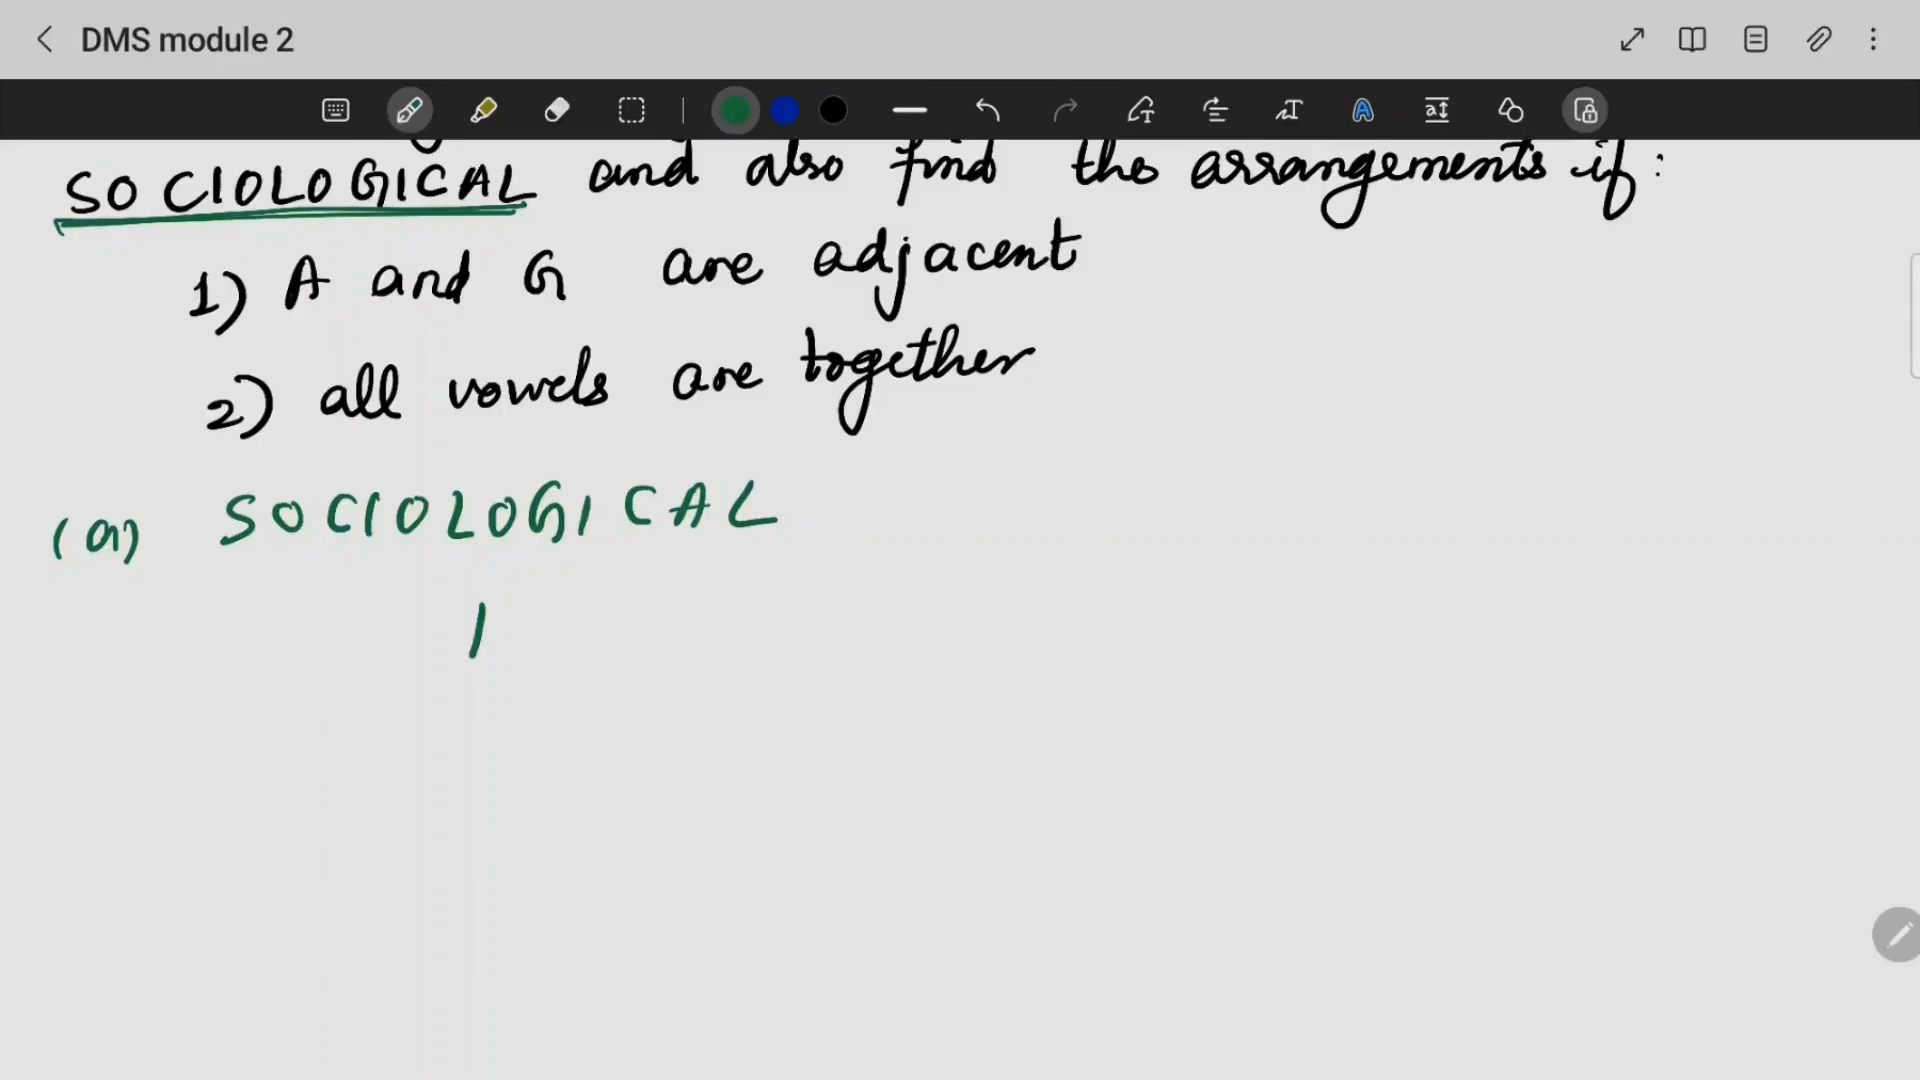 DMS module 2
SOCIOLOGICAL and also find the arrangements if:
1) A and G are adjacent
2) all vowels are together
(a) SOCIOLOGICAL